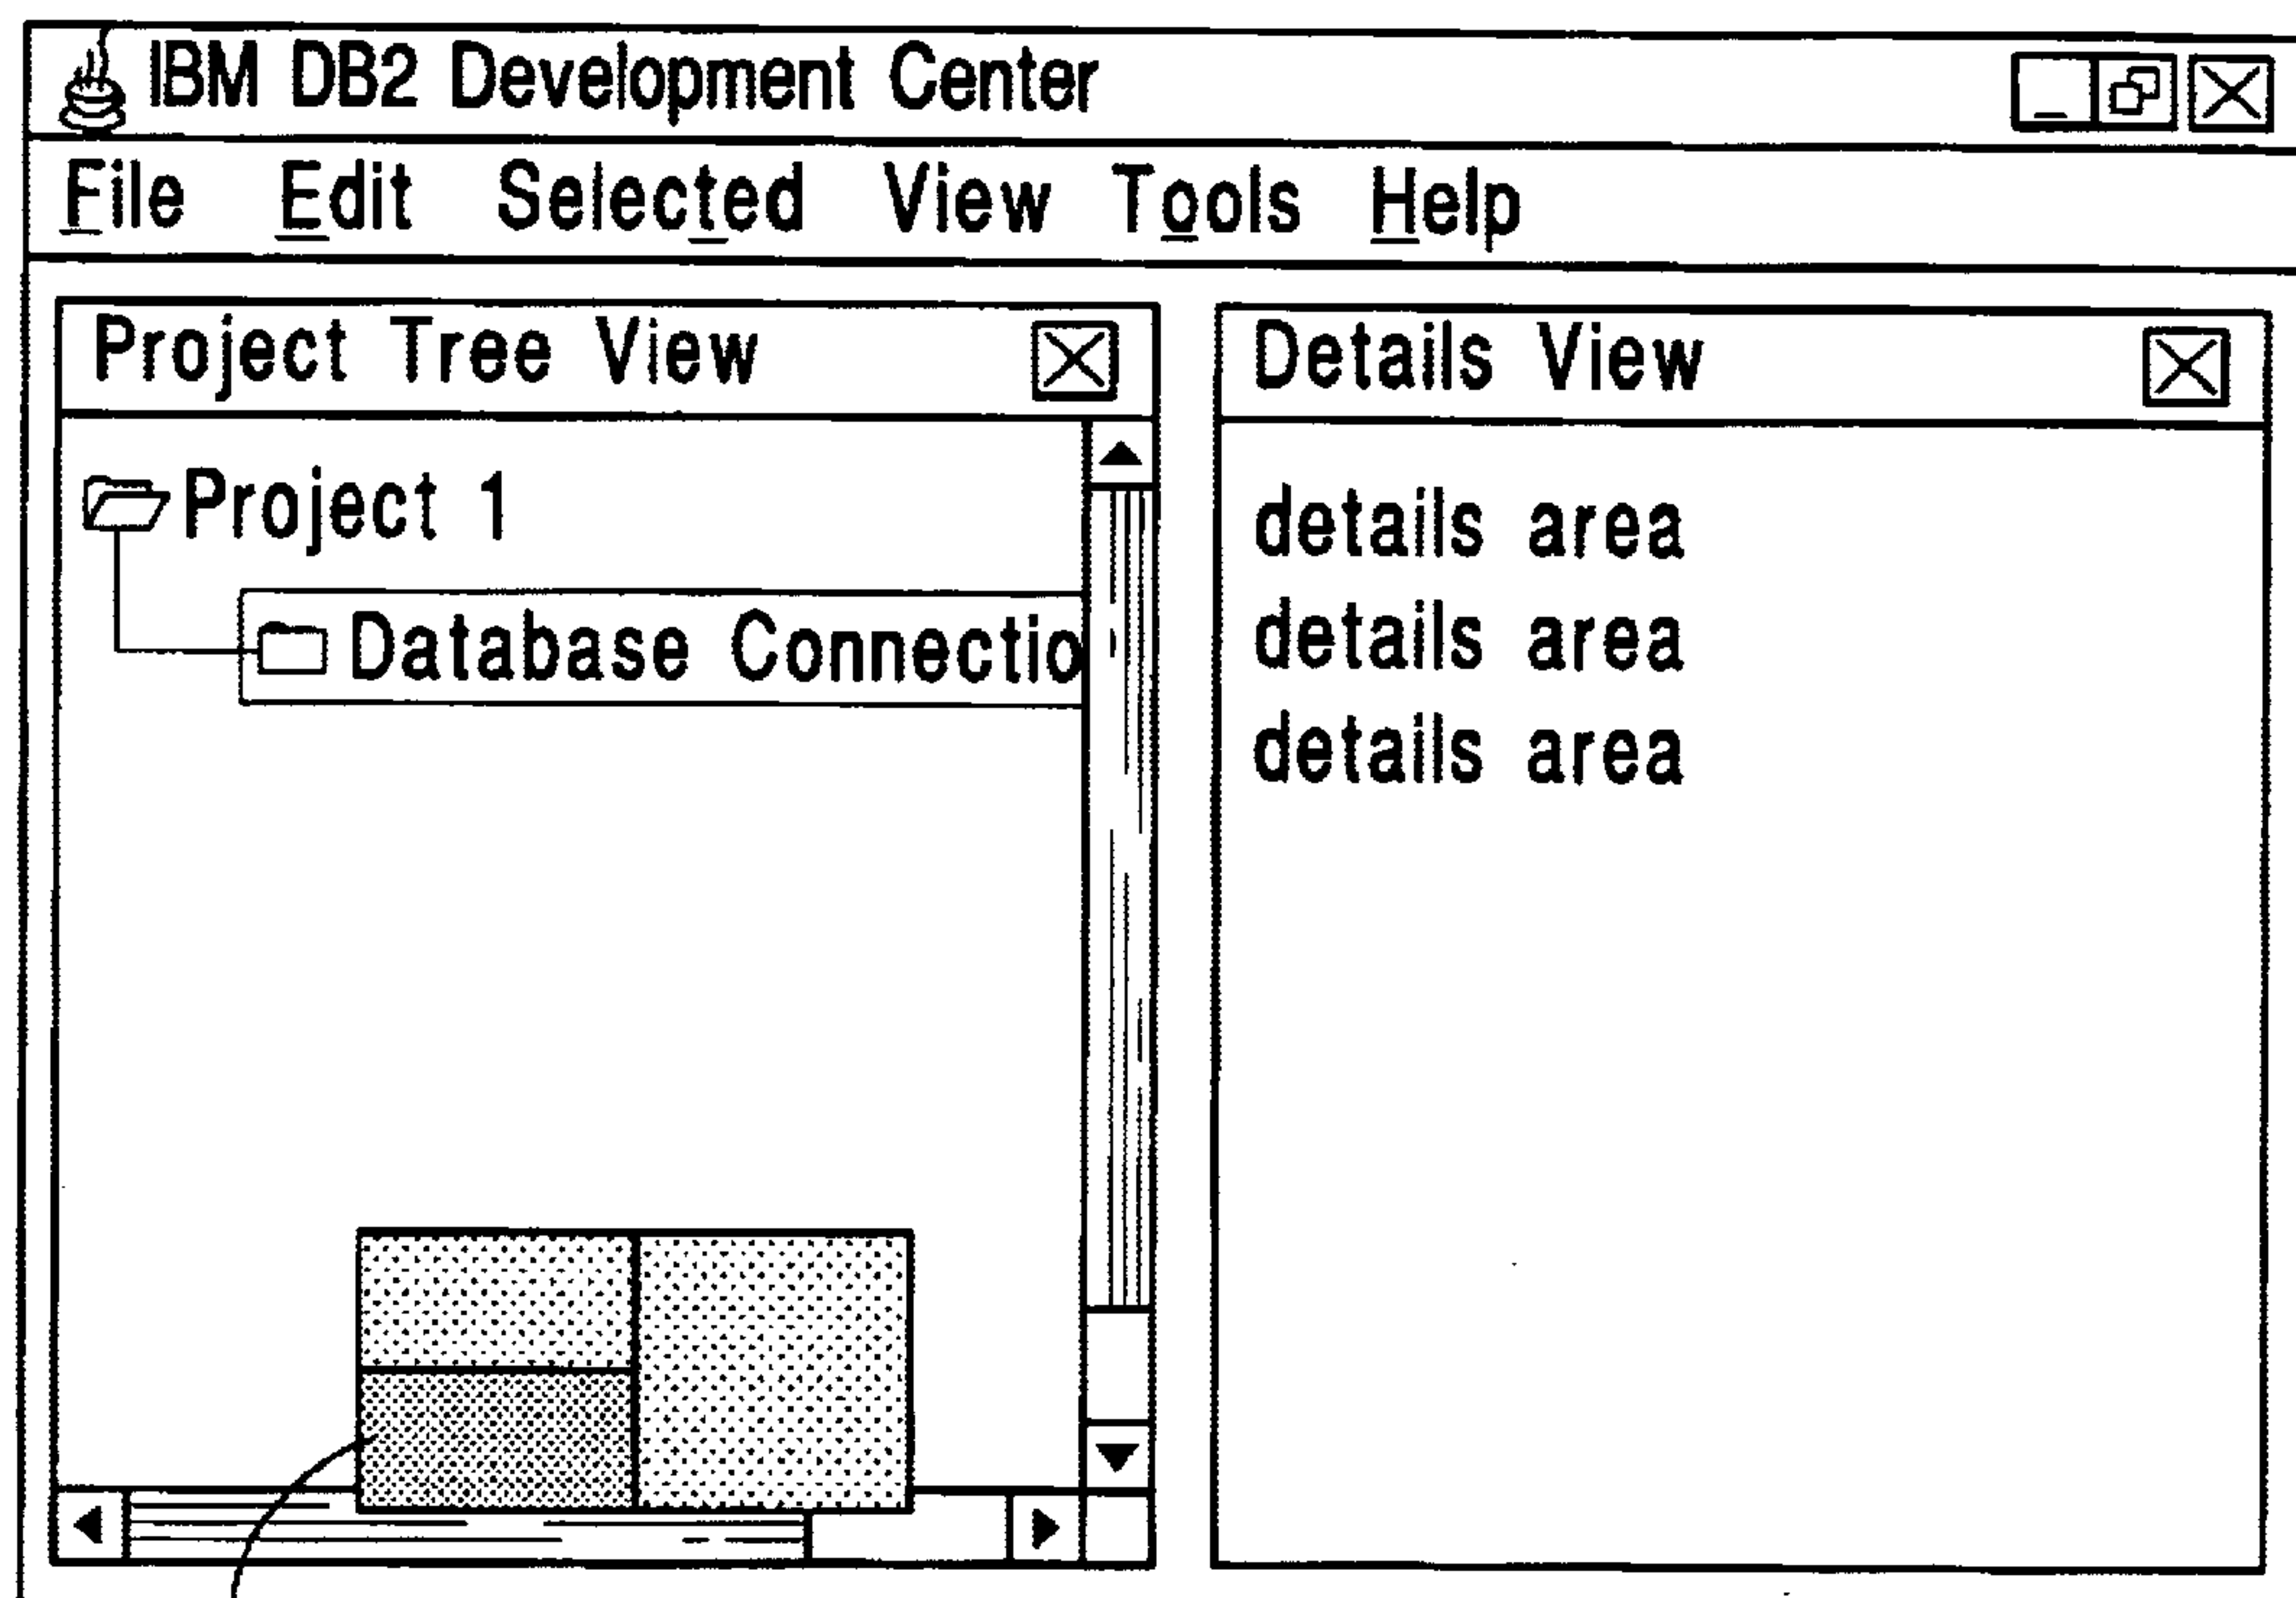 IBM DB2 Development Center
File Edit Selected View Tools Help
Project Tree View
Project 1
Database Connectio
Details View
details area
details area
details area